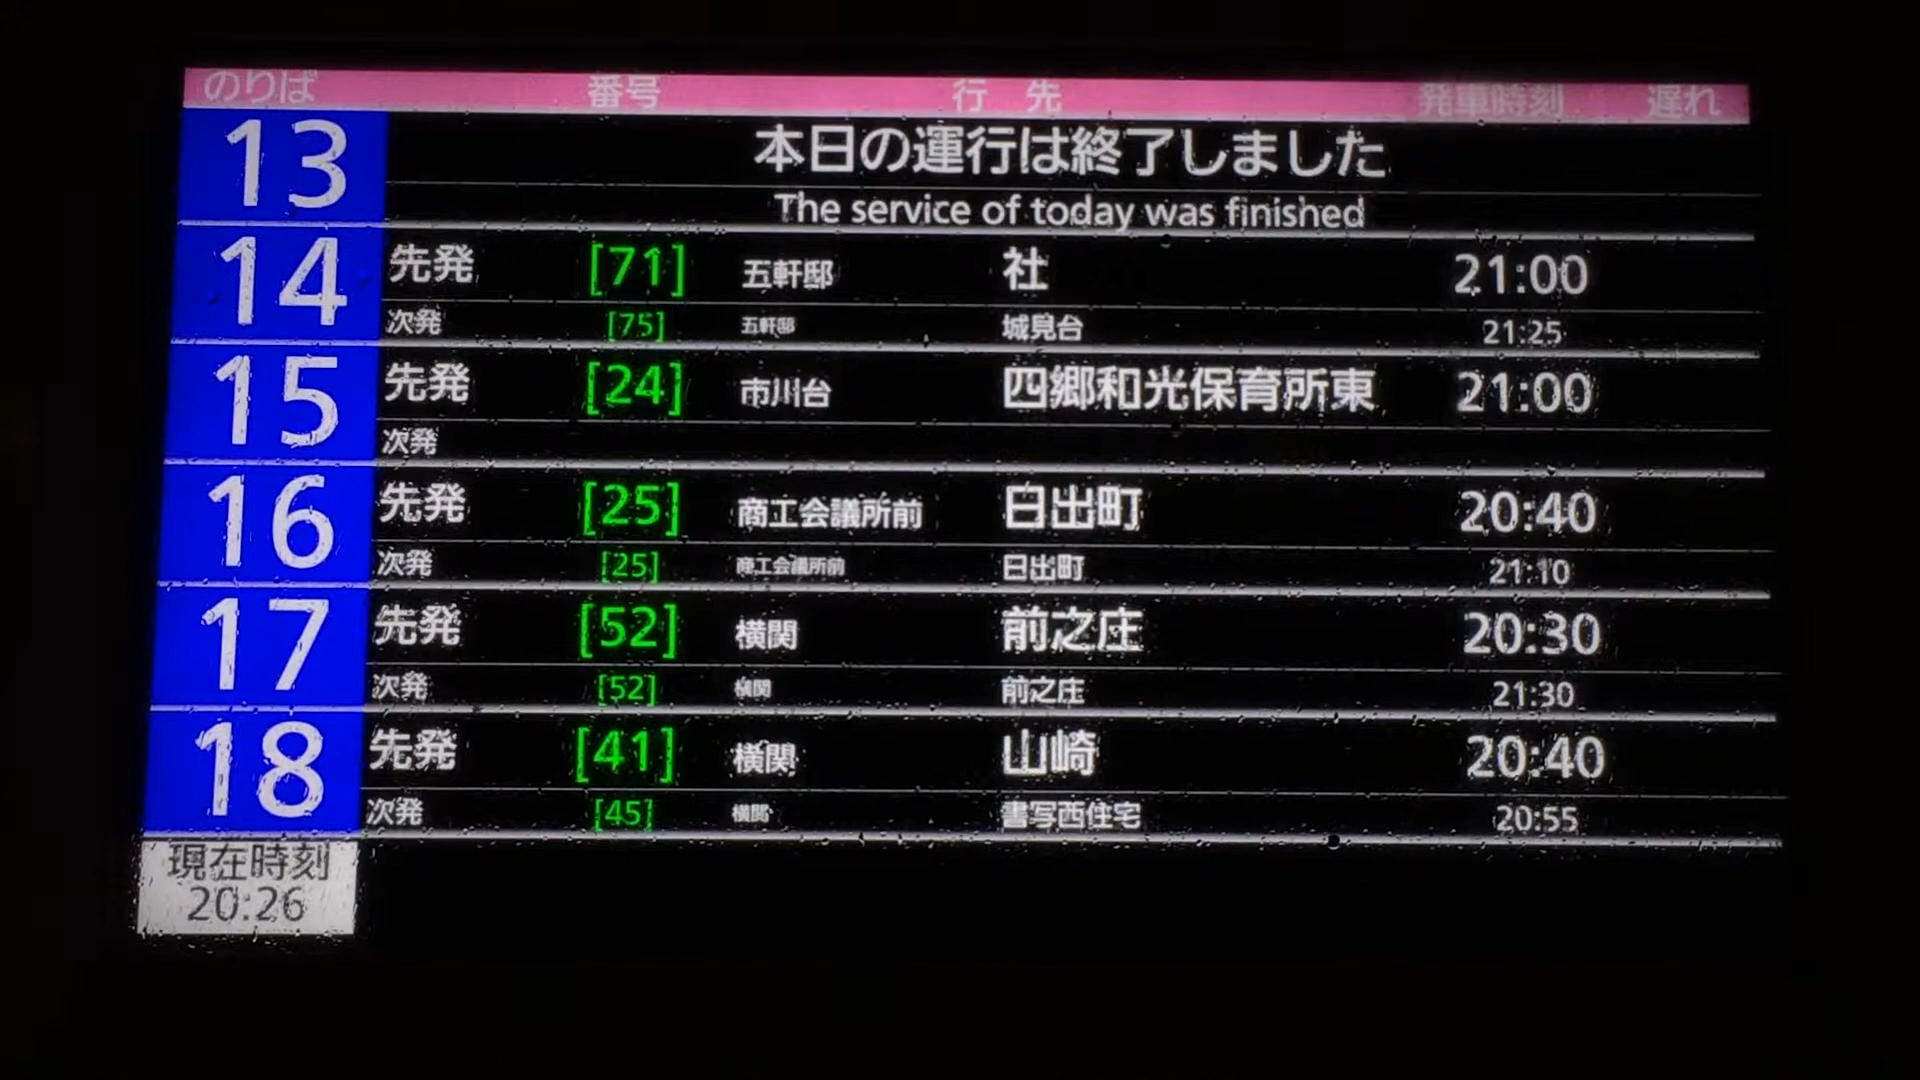 のりば 番号 行先 発車時刻 遅れ
13 本日の運行は終了しました
The service of today was finished
14 先発 [71] 五軒邸 社 21:00
次発 [75] 五軒邸 城見台 21:25
15 先発 [24] 市川台 四郷和光保育所東 21:00
次発
16 先発 [25] 商工会議所前 日出町 20:40
次発 [25] 商工会議所前 日出町 21:10
17 先発 [52] 横関 前之庄 20:30
次発 [52] 横関 前之庄 21:30
18 先発 [41] 横関 山崎 20:40
次発 [45] 横関 書写西住宅 20:55
現在時刻
20:26